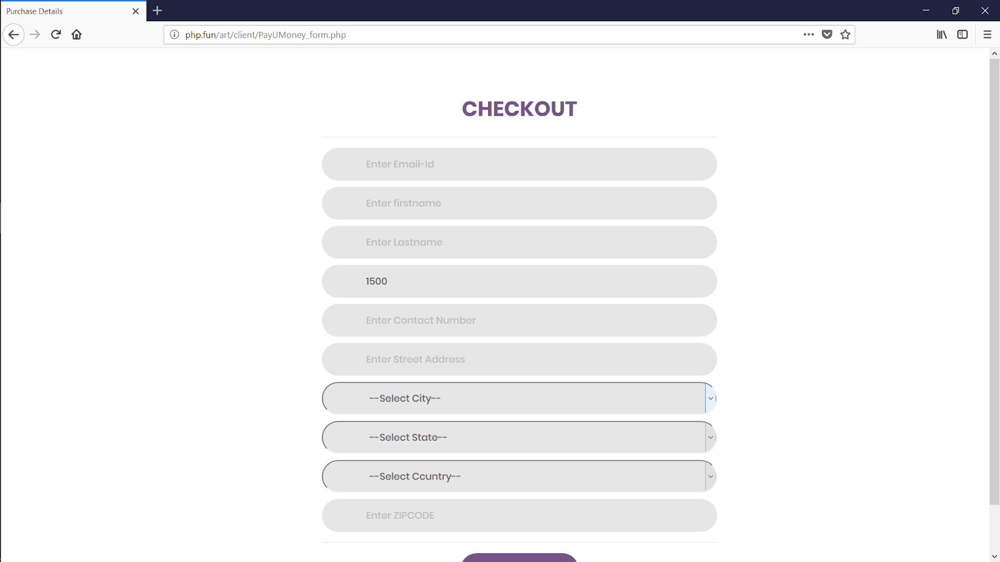 Purchase Details
php.fun/art/client/PayUMoney_form.php
CHECKOUT
Enter Email-Id
Enter firstname
Enter Lastname
1500
Enter Contact Number
Enter Street Address
--Select City--
--Select State--
--Select Ccuntry--
Enter ZIPCODE